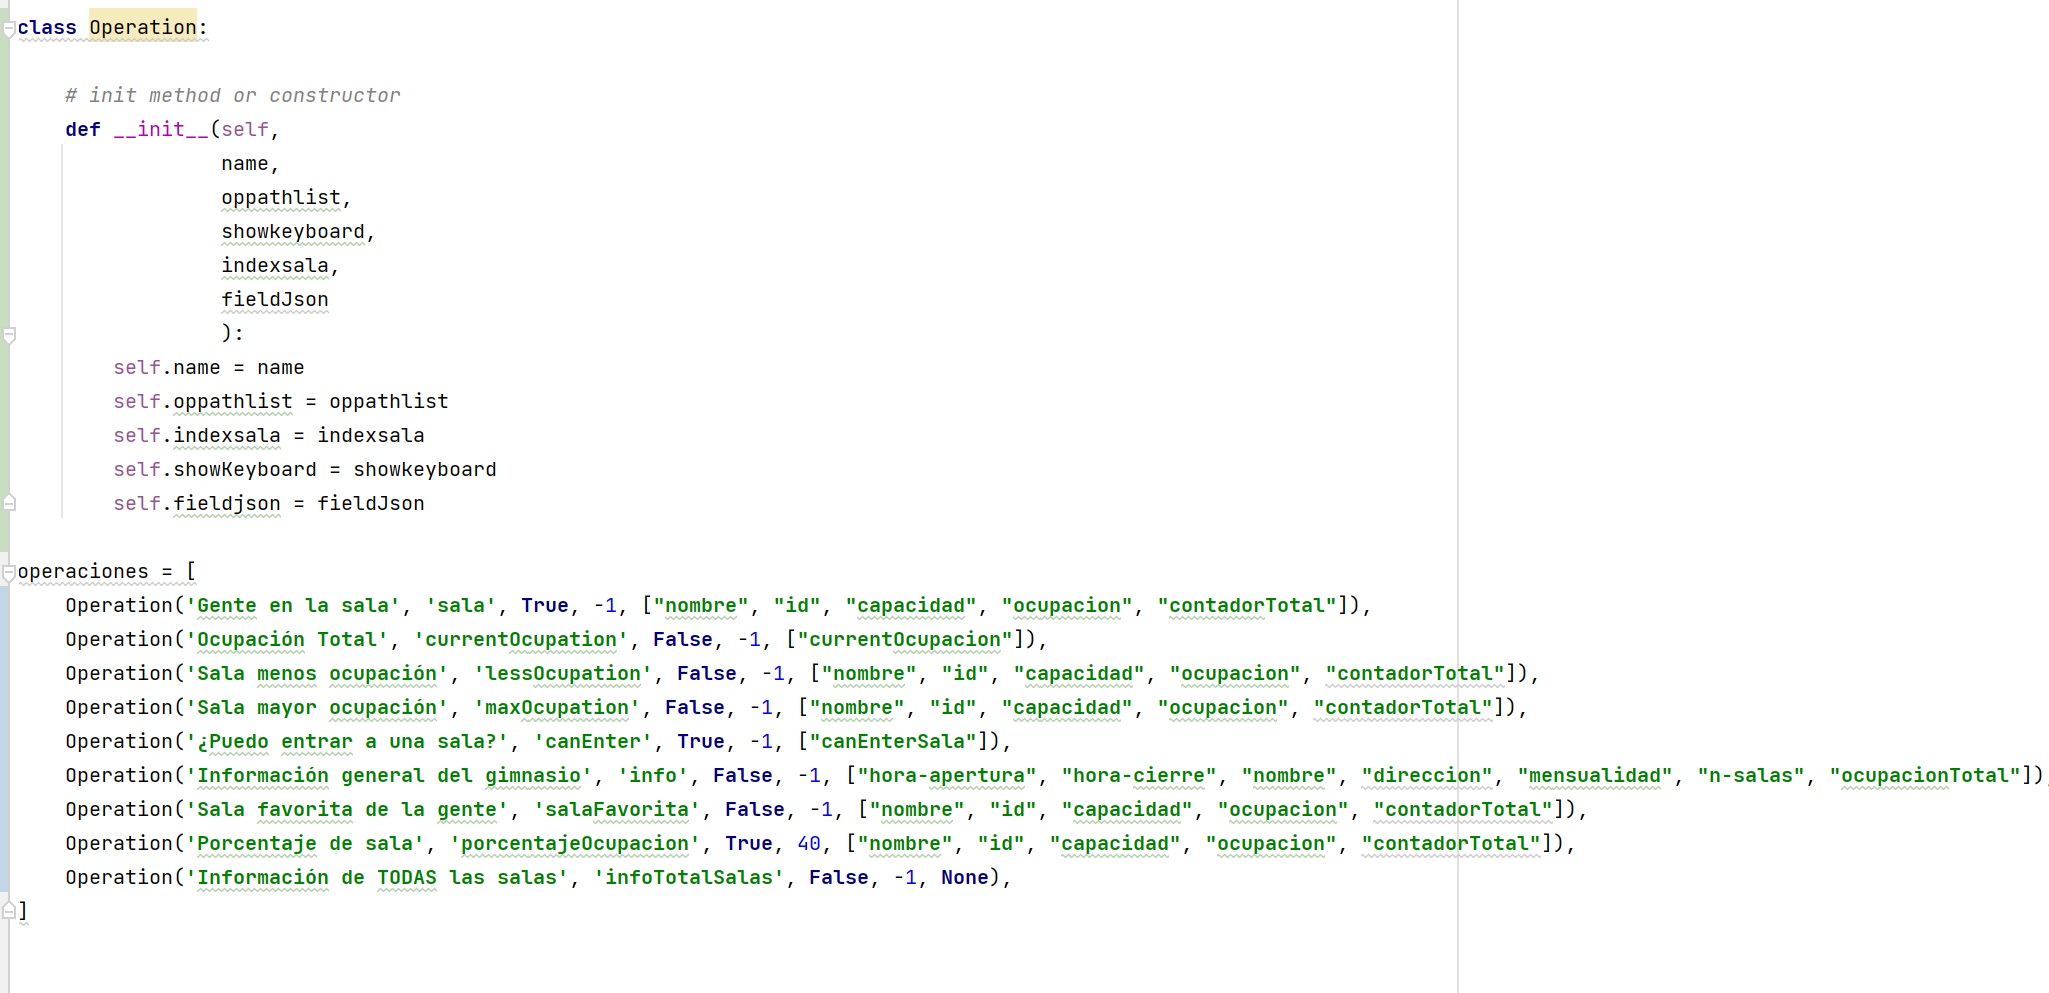 class Operation:
# init method or constructor
def __init__(self,
name,
oppathlist,
showkeyboard,
indexsala,
fieldJson
):
self.name = name
self.oppathlist = oppathlist
self.indexsala = indexsala
self.showKeyboard = showkeyboard
self.fieldjson = fieldJson
operaciones = [
Operation('Gente en la sala', 'sala', True, -1, ["nombre", "id", "capacidad", "ocupacion", "contadorTotal"]),
Operation('Ocupación Total', 'currentOcupation', False, -1, ["currentOcupacion"]),
Operation('Sala menos ocupación', 'lessOcupation', False, -1, ["nombre", "id", "capacidad", "ocupacion", "contadorTotal"]),
Operation('Sala mayor ocupación', 'maxOcupation', False, -1, ["nombre", "id", "capacidad", "ocupacion", "contadorTotal"]),
Operation('¿Puedo entrar a una sala?', 'canEnter', True, -1, ["canEnterSala"]),
Operation('Información general del gimnasio', 'info', False, -1, ["hora-apertura", "hora-cierre", "nombre", "direccion", "mensualidad", "n-salas", "ocupacionTotal"]),
Operation('Sala favorita de la gente', 'salaFavorita', False, -1, ["nombre", "id", "capacidad", "ocupacion", "contadorTotal"]),
Operation('Porcentaje de sala', 'porcentajeOcupacion', True, 40, ["nombre", "id", "capacidad", "ocupacion", "contadorTotal"]),
Operation('Información de TODAS las salas', 'infoTotalSalas', False, -1, None),
]